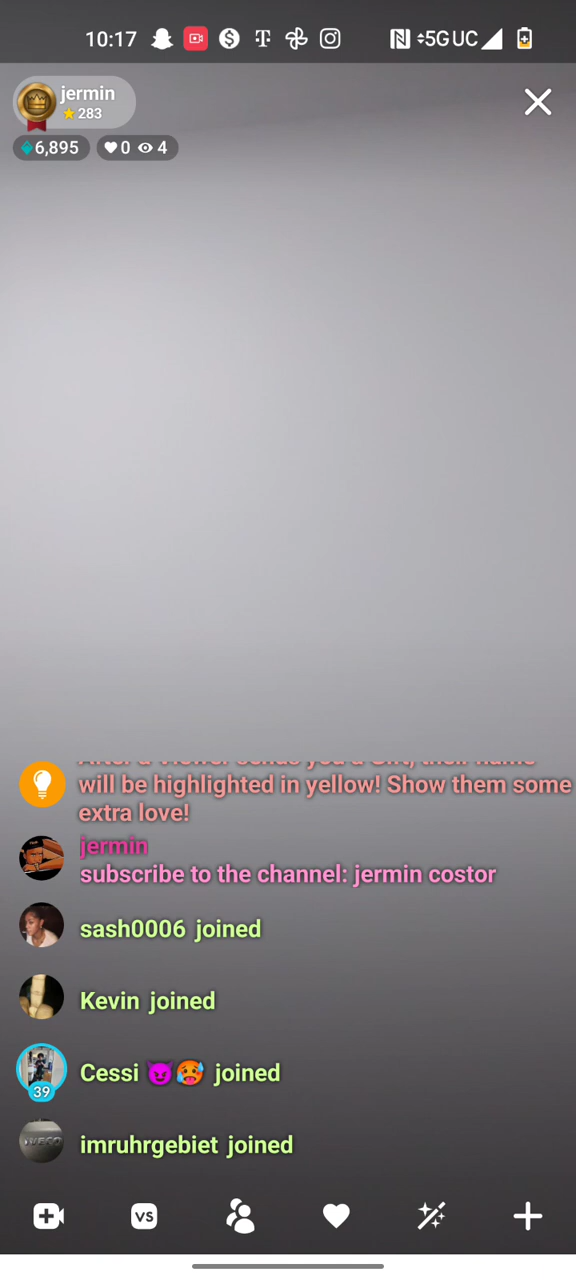 10:17
5G UC
jermin
283
6,895
0
4
will be highlighted in yellow! Show them some
extra love!
jermin
subscribe to the channel: jermin costor
sash0006 joined
Kevin joined
Cessi 😈🥵 joined
39
imruhrgebiet joined
VS